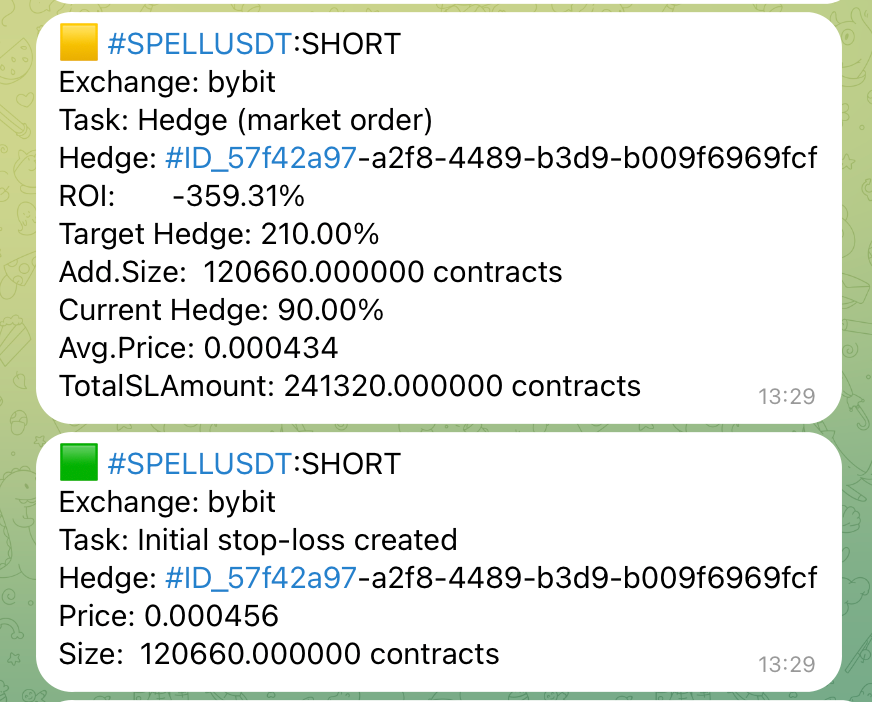 🟨 #SPELLUSDT:SHORT
Exchange: bybit
Task: Hedge (market order)
Hedge: #ID_57f42a97-a2f8-4489-b3d9-b009f6969fcf
ROI: -359.31%
Target Hedge: 210.00%
Add.Size: 120660.000000 contracts
Current Hedge: 90.00%
Avg.Price: 0.000434
TotalSLAmount: 241320.000000 contracts
13:29
🟩 #SPELLUSDT:SHORT
Exchange: bybit
Task: Initial stop-loss created
Hedge: #ID_57f42a97-a2f8-4489-b3d9-b009f6969fcf
Price: 0.000456
Size: 120660.000000 contracts
13:29